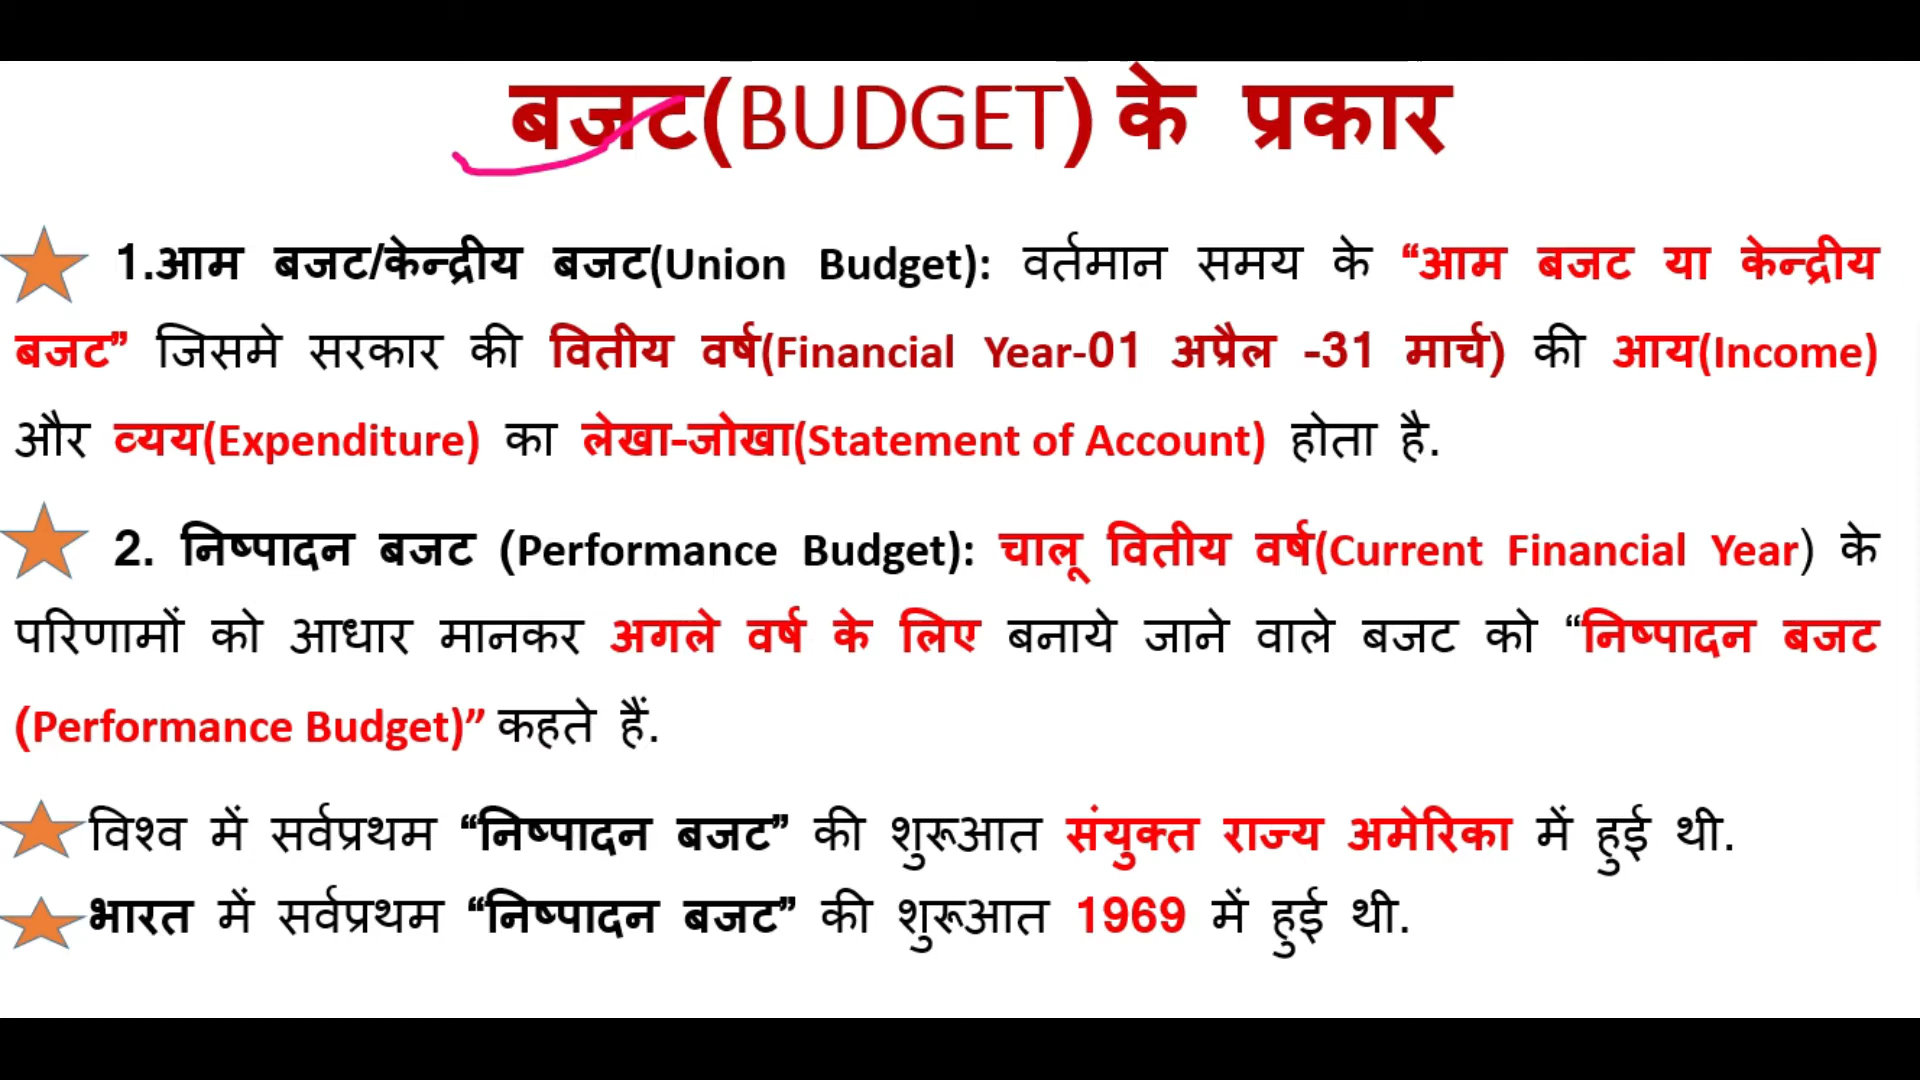 बजट(BUDGET) के प्रकार
1.आम बजट/केन्द्रीय बजट(Union Budget): वर्तमान समय के “आम बजट या केन्द्रीय
बजट” जिसमे सरकार की वितीय वर्ष(Financial Year-01 अप्रैल -31 मार्च) की आय(Income)
और व्यय(Expenditure) का लेखा-जोखा(Statement of Account) होता है.
2. निष्पादन बजट (Performance Budget): चालू वितीय वर्ष(Current Financial Year) के
परिणामों को आधार मानकर अगले वर्ष के लिए बनाये जाने वाले बजट को “निष्पादन बजट
(Performance Budget)” कहते हैं.
विश्व में सर्वप्रथम “निष्पादन बजट” की शुरूआत संयुक्त राज्य अमेरिका में हुई थी.
भारत में सर्वप्रथम “निष्पादन बजट” की शुरूआत 1969 में हुई थी.